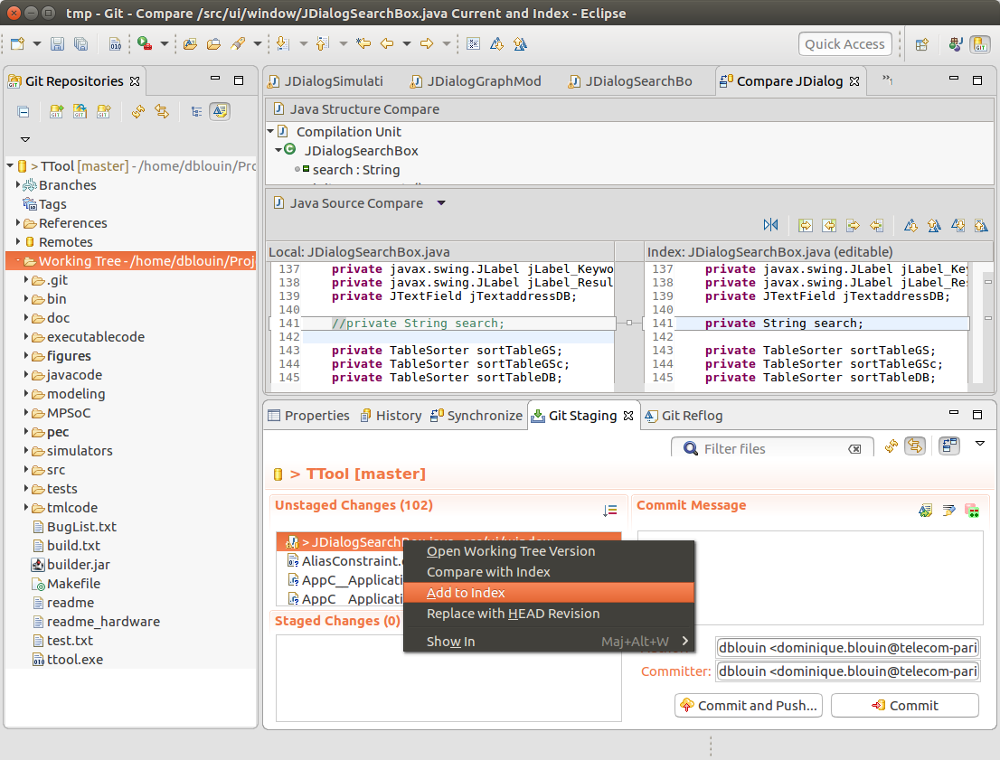 tmp - Git - Compare /src/ui/window/JDialogSearchBox.java Current and Index - Eclipse
Quick Access
Git Repositories
> TTool [master] - /home/dblouin/Prc
Branches
Tags
References
Remotes
Working Tree - /home/dblouin/Proj
.git
bin
doc
executablecode
figures
javacode
modeling
MPSoC
pec
simulators
src
tests
tmlcode
BugList.txt
build.txt
builder.jar
Makefile
readme
readme_hardware
test.txt
ttool.exe
JDialogSimulati
JDialogGraphMod
JDialogSearchBo
Compare JDialog
»1
Java Structure Compare
Compilation Unit
JDialogSearchBox
search : String
Java Source Compare
Local: JDialogSearchBox.java
137 private javax.swing.JLabel jLabel_Keywo
138 private javax.swing.JLabel jLabel_Resul
139 private JTextField jTextaddressDB;
140
141 //private String search;
142
143 private TableSorter sortTableGS;
144 private TableSorter sortTableGSc;
145 private TableSorter sortTableDB;
Index: JDialogSearchBox.java (editable)
137 private javax.swing.JLabel jLabel_Key
138 private javax.swing.JLabel jLabel_Res
139 private JTextField jTextaddressDB;
140
141 private String search;
142
143 private TableSorter sortTableGS;
144 private TableSorter sortTableGSc;
145 private TableSorter sortTableDB;
Properties
History
Synchronize
Git Staging
Git Reflog
Filter files
> TTool [master]
Unstaged Changes (102)
> JDialogSearchBox.java - src/ui/window
AliasConstraint.
AppC__Applicati
AppC__Applicati
Open Working Tree Version
Compare with Index
Add to Index
Replace with HEAD Revision
Show In Maj+Alt+W
Staged Changes (0)
Commit Message
dblouin <dominique.blouin@telecom-pari
Committer: dblouin <dominique.blouin@telecom-pari
Commit and Push...
Commit